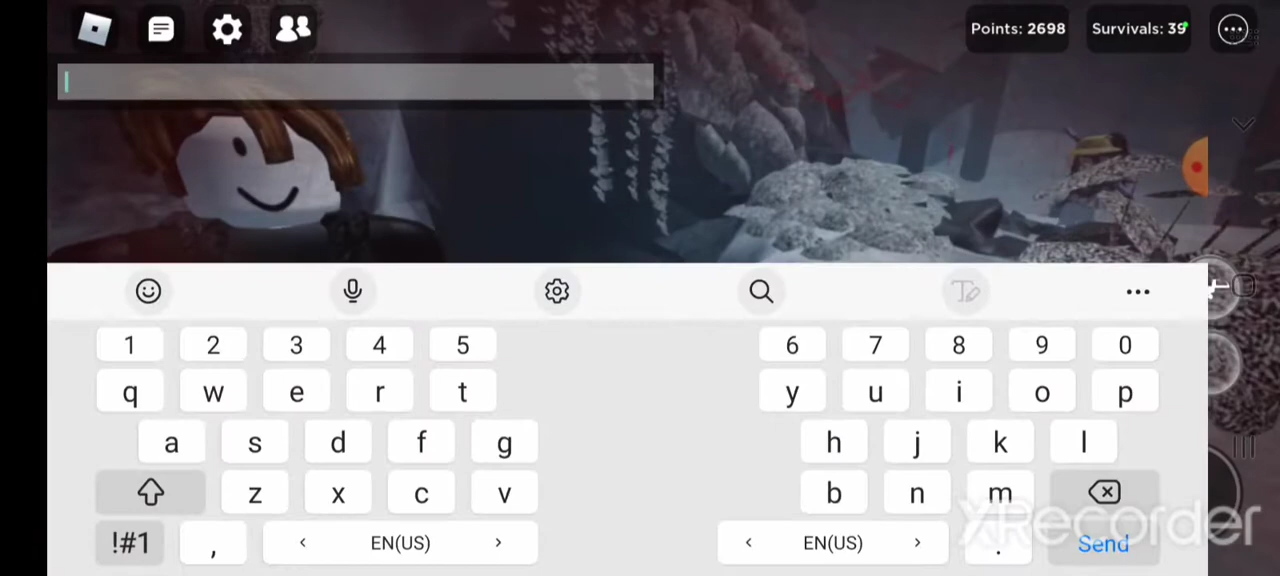 Points: 2698 Survivals: 39
1 2 3 4 5 6 7 8 9 0
q w e r t y u i o p
a s d f g h j k l
z x c v b n m
!#1 , < EN(US) > < EN(US) > . Send
XRecorder